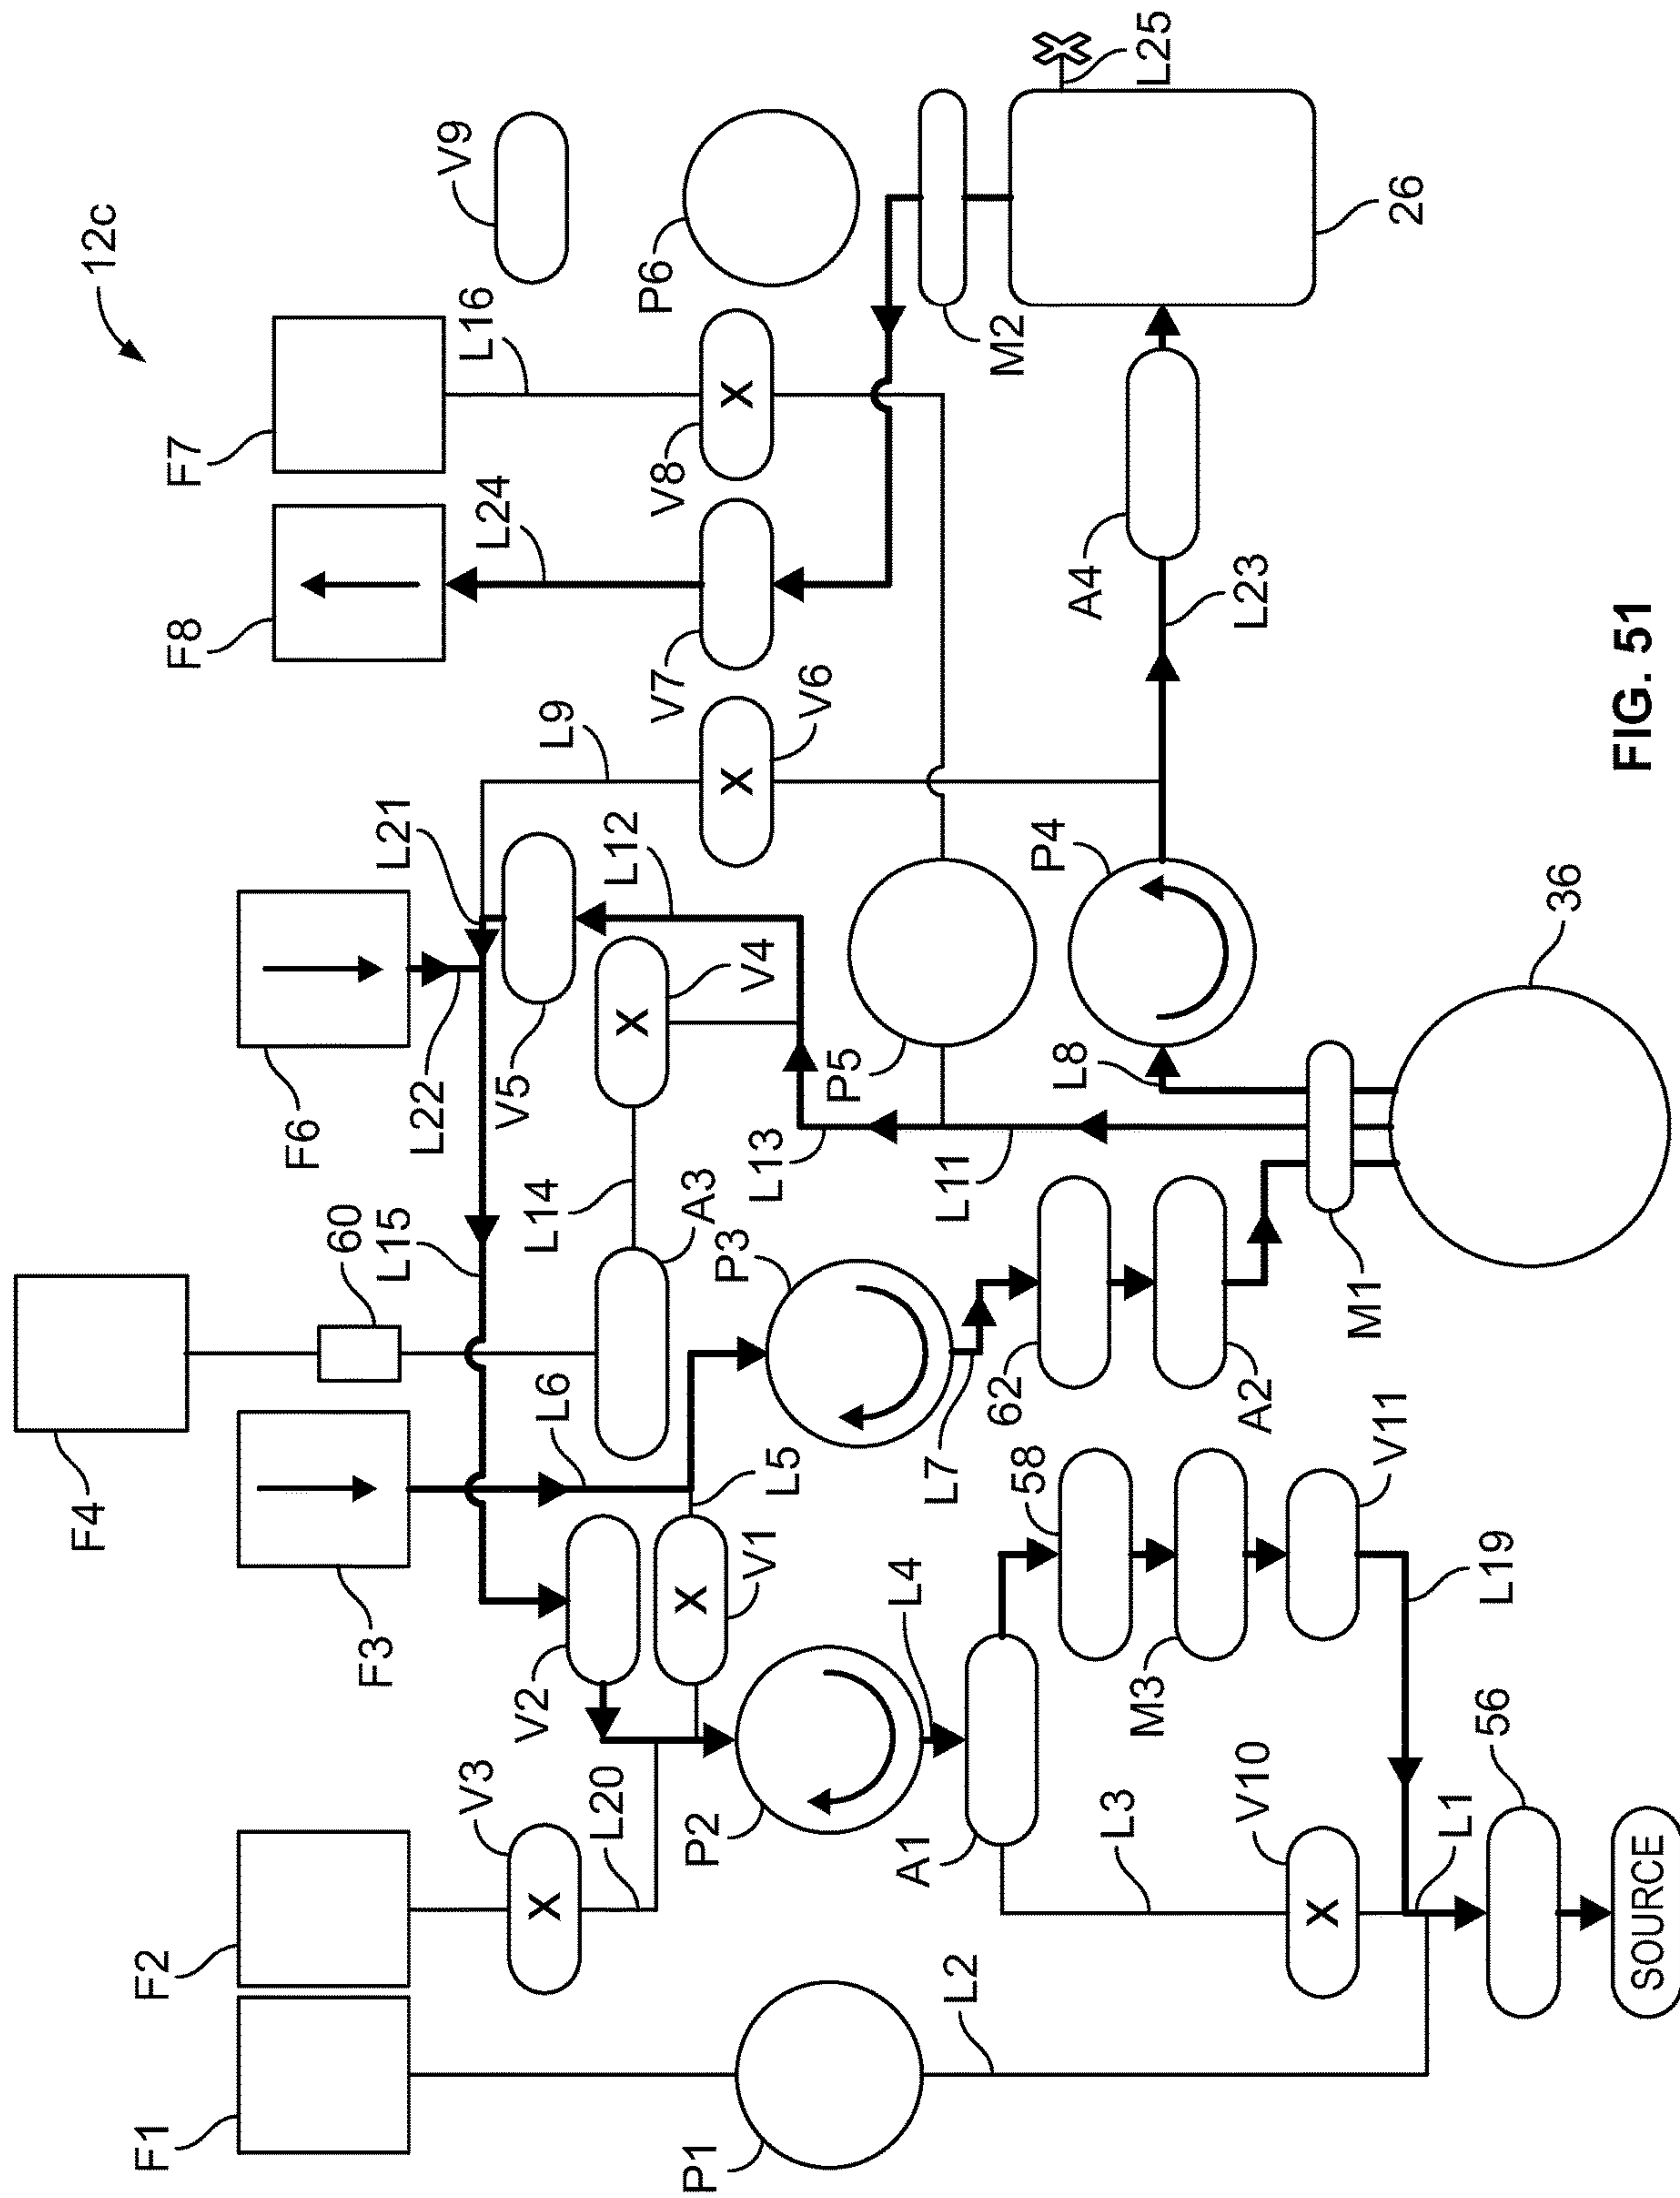 12c
F4
F1
F2
F3
F6
F8
F7
60
L15
L22
L21
L9
L24
L16
V9
V3
X
L20
V2
L6
L14
X
V5
V4
L12
A3
X
V1
L5
X
V6
V7
X
V8
P6
P1
P2
L4
P3
L7
L13
P5
P4
M2
L25
A1
58
62
L11
L8
A4
L23
26
L2
L3
V10
X
M3
V11
A2
M1
36
L19
L1
56
SOURCE
FIG. 51